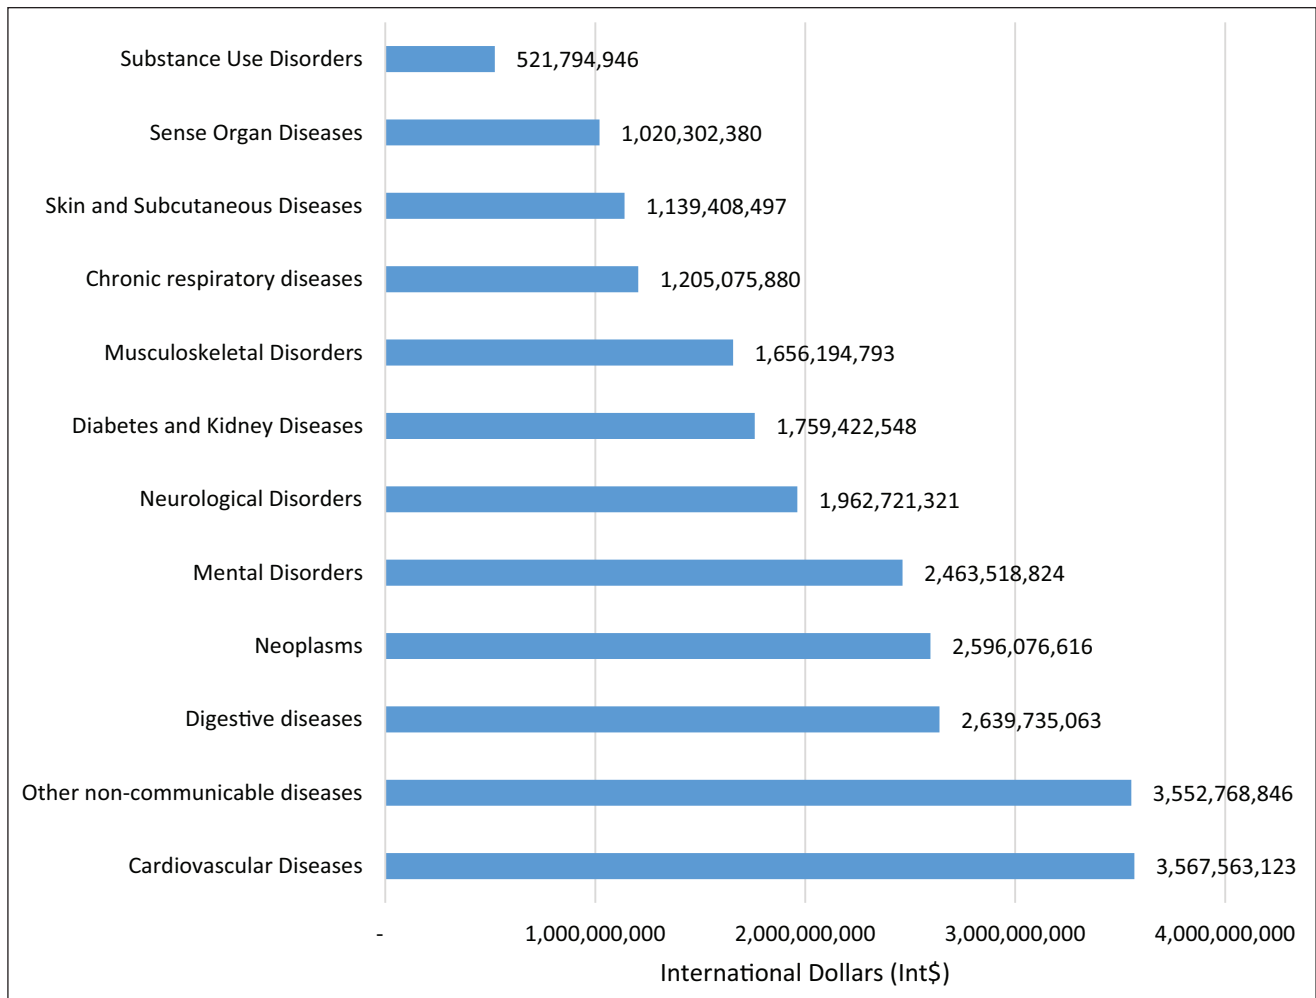 Substance Use Disorders 521,794,946
Sense Organ Diseases 1,020,302,380
Skin and Subcutaneous Diseases 1,139,408,497
Chronic respiratory diseases 1,205,075,880
Musculoskeletal Disorders 1,656,194,793
Diabetes and Kidney Diseases 1,759,422,548
Neurological Disorders 1,962,721,321
Mental Disorders 2,463,518,824
Neoplasms 2,596,076,616
Digestive diseases 2,639,735,063
Other non-communicable diseases 3,552,768,846
Cardiovascular Diseases 3,567,563,123
- 1,000,000,000 2,000,000,000 3,000,000,000 4,000,000,000
International Dollars (Int$)